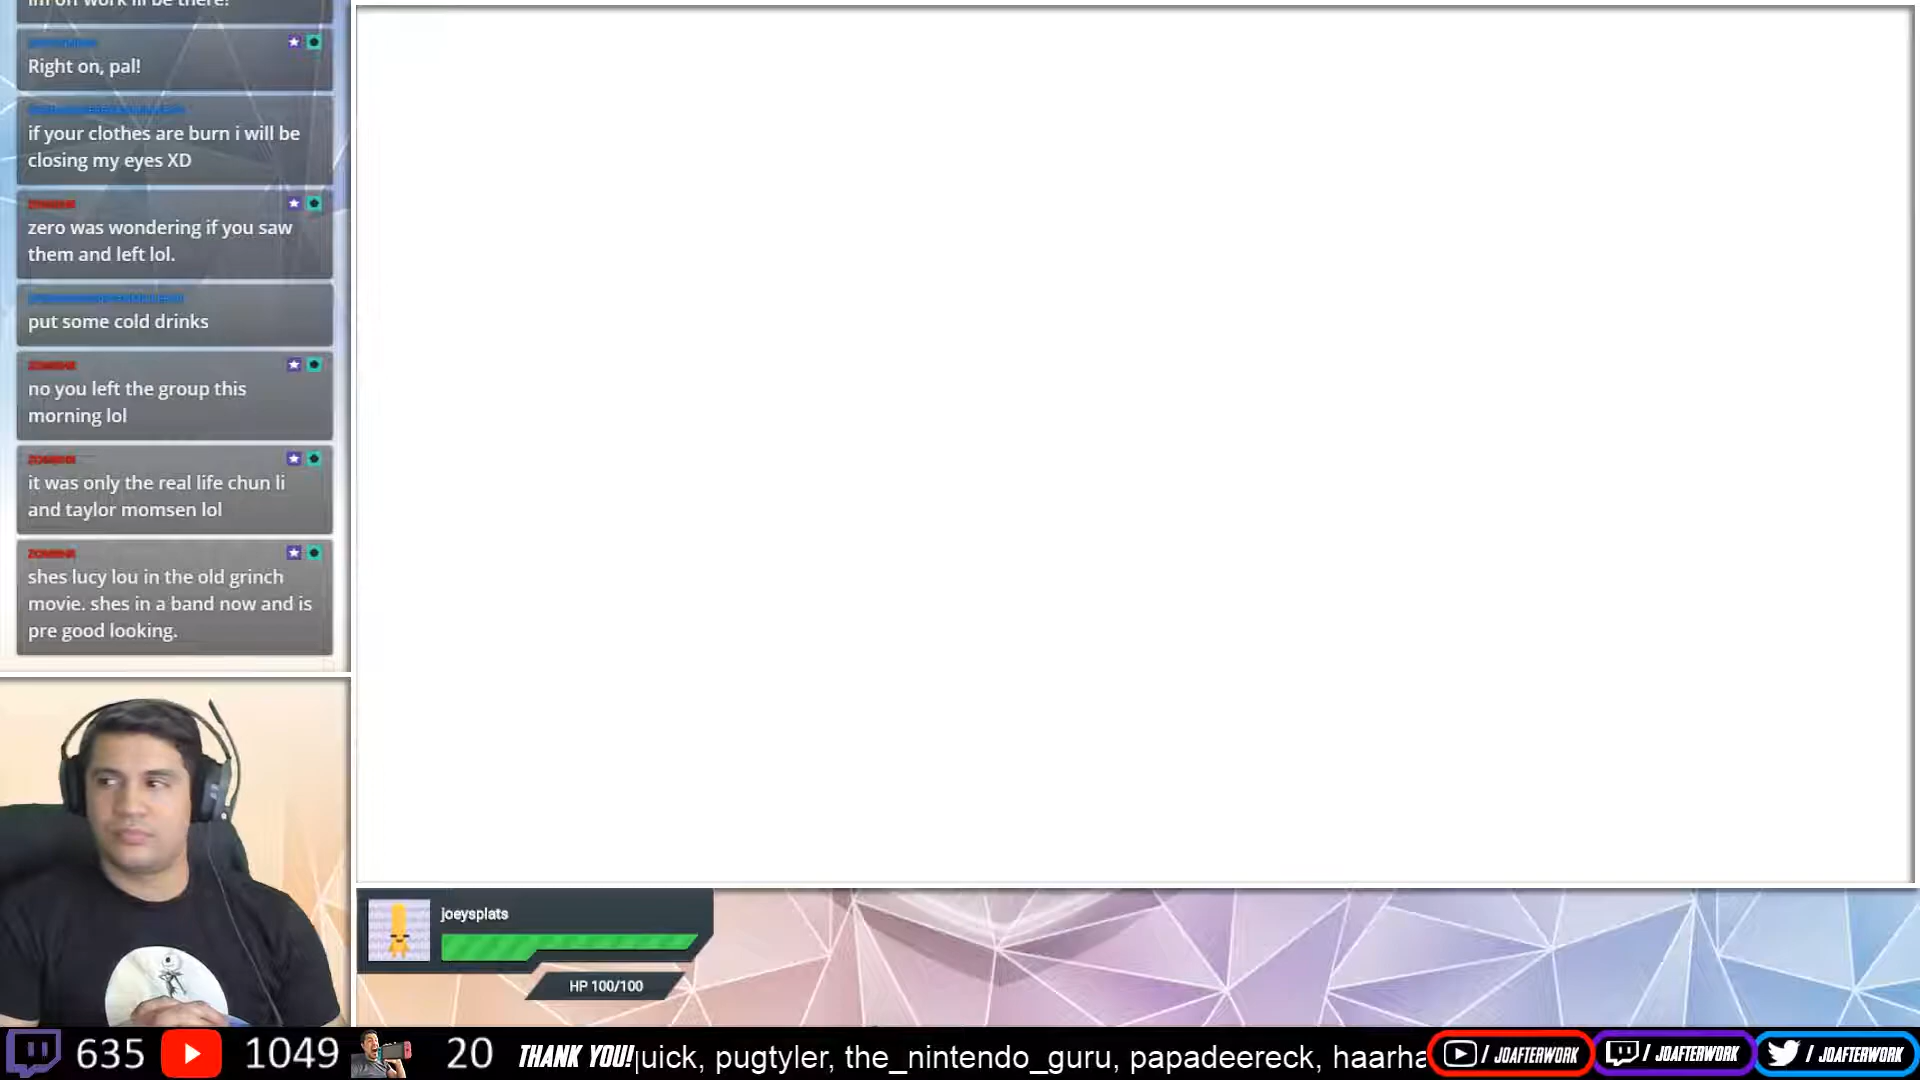 Right on, pal!
if your clothes are burn i will be
closing my eyes XD
zero was wondering if you saw
them and left lol.
put some cold drinks
no you left the group this
morning lol
it was only the real life chun li
and taylor momsen lol
shes lucy lou in the old grinch
movie. shes in a band now and is
pre good looking.
joeysplats
HP 100/100
635
1049
20
THANK YOU! quick, pugtyler, the_nintendo_guru, papadeereck, haarha
/ JOAFTERWORK
/ JOAFTERWORK
/ JOAFTERWORK